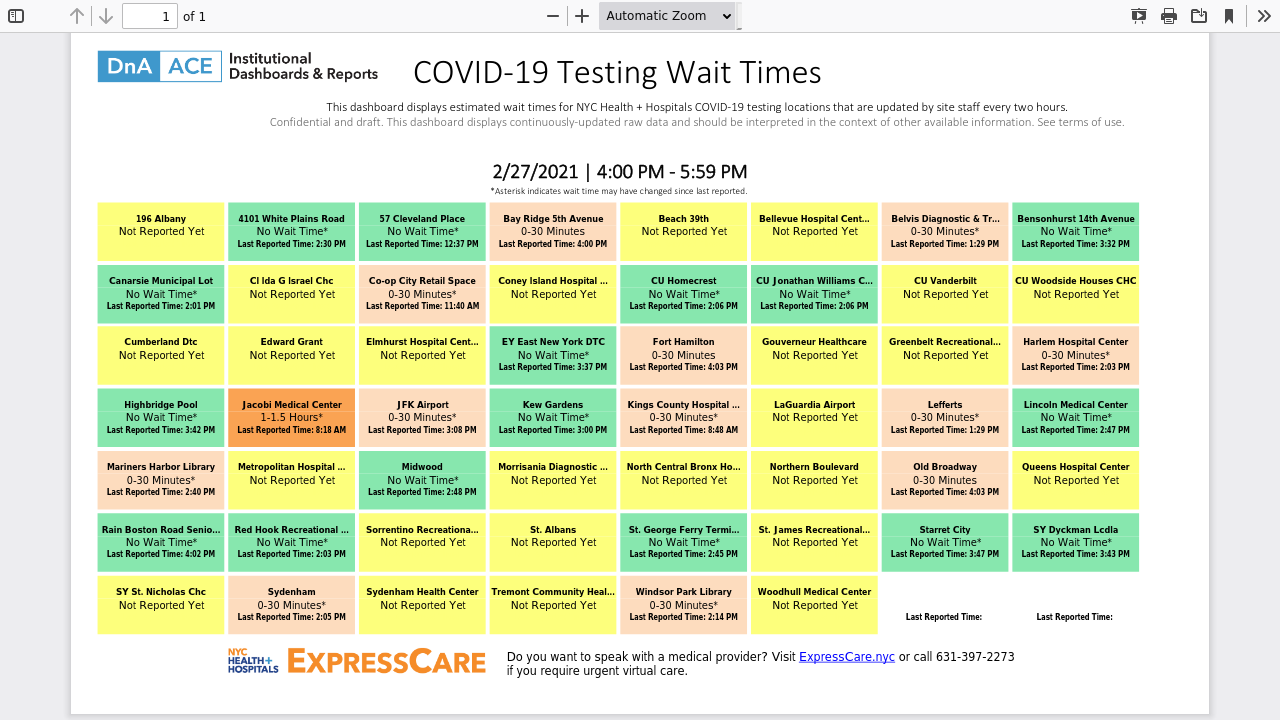 1 of 1
Automatic Zoom
DnA ACE Institutional
Dashboards & Reports
COVID-19 Testing Wait Times
This dashboard displays estimated wait times for NYC Health + Hospitals COVID-19 testing locations that are updated by site staff every two hours.
Confidential and draft. This dashboard displays continuously-updated raw data and should be interpreted in the context of other available information. See terms of use.
2/27/2021 | 4:00 PM - 5:59 PM
*Asterisk indicates wait time may have changed since last reported.
196 Albany
Not Reported Yet
4101 White Plains Road
No Wait Time*
Last Reported Time: 2:30 PM
57 Cleveland Place
No Wait Time*
Last Reported Time: 12:37 PM
Bay Ridge 5th Avenue
0-30 Minutes
Last Reported Time: 4:00 PM
Beach 39th
Not Reported Yet
Bellevue Hospital Cent...
Not Reported Yet
Belvis Diagnostic & Tr...
0-30 Minutes*
Last Reported Time: 1:29 PM
Bensonhurst 14th Avenue
No Wait Time*
Last Reported Time: 3:32 PM
Canarsie Municipal Lot
No Wait Time*
Last Reported Time: 2:01 PM
Cl Ida G Israel Chc
Not Reported Yet
Co-op City Retail Space
0-30 Minutes*
Last Reported Time: 11:40 AM
Coney Island Hospital ...
Not Reported Yet
CU Homecrest
No Wait Time*
Last Reported Time: 2:06 PM
CU Jonathan Williams C...
No Wait Time*
Last Reported Time: 2:06 PM
CU Vanderbilt
Not Reported Yet
CU Woodside Houses CHC
Not Reported Yet
Cumberland Dtc
Not Reported Yet
Edward Grant
Not Reported Yet
Elmhurst Hospital Cent...
Not Reported Yet
EY East New York DTC
No Wait Time*
Last Reported Time: 3:37 PM
Fort Hamilton
0-30 Minutes
Last Reported Time: 4:03 PM
Gouverneur Healthcare
Not Reported Yet
Greenbelt Recreational...
Not Reported Yet
Harlem Hospital Center
0-30 Minutes*
Last Reported Time: 2:03 PM
Highbridge Pool
No Wait Time*
Last Reported Time: 3:42 PM
Jacobi Medical Center
1-1.5 Hours*
Last Reported Time: 8:18 AM
JFK Airport
0-30 Minutes*
Last Reported Time: 3:08 PM
Kew Gardens
No Wait Time*
Last Reported Time: 3:00 PM
Kings County Hospital ...
0-30 Minutes*
Last Reported Time: 8:48 AM
LaGuardia Airport
Not Reported Yet
Lefferts
0-30 Minutes*
Last Reported Time: 1:29 PM
Lincoln Medical Center
No Wait Time*
Last Reported Time: 2:47 PM
Mariners Harbor Library
0-30 Minutes*
Last Reported Time: 2:40 PM
Metropolitan Hospital ...
Not Reported Yet
Midwood
No Wait Time*
Last Reported Time: 2:48 PM
Morrisania Diagnostic ...
Not Reported Yet
North Central Bronx Ho...
Not Reported Yet
Northern Boulevard
Not Reported Yet
Old Broadway
0-30 Minutes
Last Reported Time: 4:03 PM
Queens Hospital Center
Not Reported Yet
Rain Boston Road Senio...
No Wait Time*
Last Reported Time: 4:02 PM
Red Hook Recreational ...
No Wait Time*
Last Reported Time: 2:03 PM
Sorrentino Recreationa...
Not Reported Yet
St. Albans
Not Reported Yet
St. George Ferry Termi...
No Wait Time*
Last Reported Time: 2:45 PM
St. James Recreational...
Not Reported Yet
Starret City
No Wait Time*
Last Reported Time: 3:47 PM
SY Dyckman Lcdla
No Wait Time*
Last Reported Time: 3:43 PM
SY St. Nicholas Chc
Not Reported Yet
Sydenham
0-30 Minutes*
Last Reported Time: 2:05 PM
Sydenham Health Center
Not Reported Yet
Tremont Community Heal...
Not Reported Yet
Windsor Park Library
0-30 Minutes*
Last Reported Time: 2:14 PM
Woodhull Medical Center
Not Reported Yet
Last Reported Time:
Last Reported Time:
NYC
HEALTH+
HOSPITALS
EXPRESSCARE
Do you want to speak with a medical provider? Visit ExpressCare.nyc or call 631-397-2273
if you require urgent virtual care.